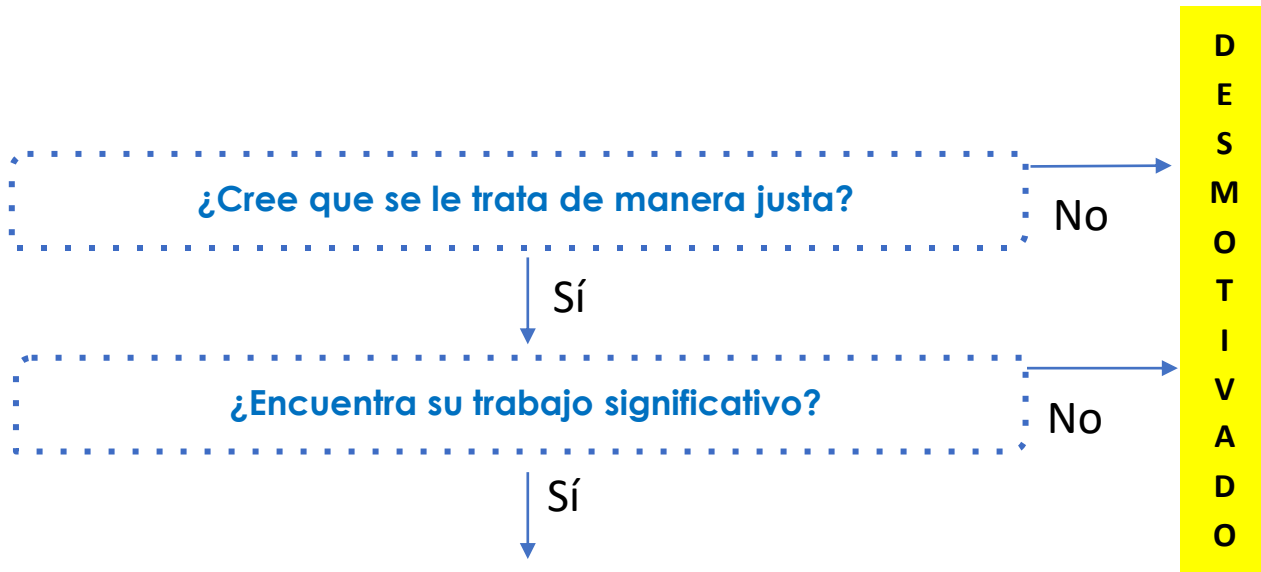 ¿Cree que se le trata de manera justa?
No
Sí
¿Encuentra su trabajo significativo?
No
Sí
D
E
S
M
O
T
I
V
A
D
O